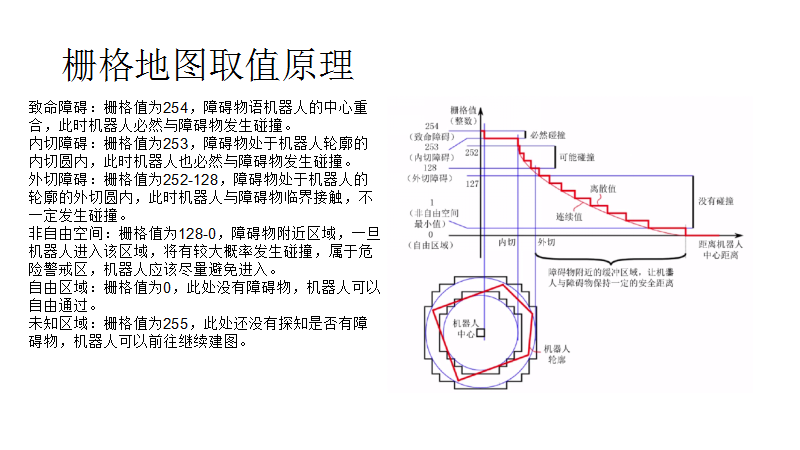 栅格地图取值原理
致命障碍：栅格值为254，障碍物语机器人的中心重
合，此时机器人必然与障碍物发生碰撞。
内切障碍：栅格值为253，障碍物处于机器人轮廓的
内切圆内，此时机器人也必然与障碍物发生碰撞。
外切障碍：栅格值为252-128，障碍物处于机器人的
轮廓的外切圆内，此时机器人与障碍物临界接触，不
一定发生碰撞。
非自由空间：栅格值为128-0，障碍物附近区域，一旦
机器人进入该区域，将有较大概率发生碰撞，属于危
险警戒区，机器人应该尽量避免进入。
自由区域：栅格值为0，此处没有障碍物，机器人可以
自由通过。
未知区域：栅格值为255，此处还没有探知是否有障
碍物，机器人可以前往继续建图。
栅格值
（整数）
254
（致命障碍）
253
（内切障碍）
252
128
（外切障碍）
127
1
（非自由空间
最小值）
0
（自由区域）
必然碰撞
可能碰撞
没有碰撞
离散值
连续值
内切
外切
距离机器人
中心距离
障碍物附近的缓冲区域，让机器
人与障碍物保持一定的安全距离
机器人
中心
机器人
轮廓